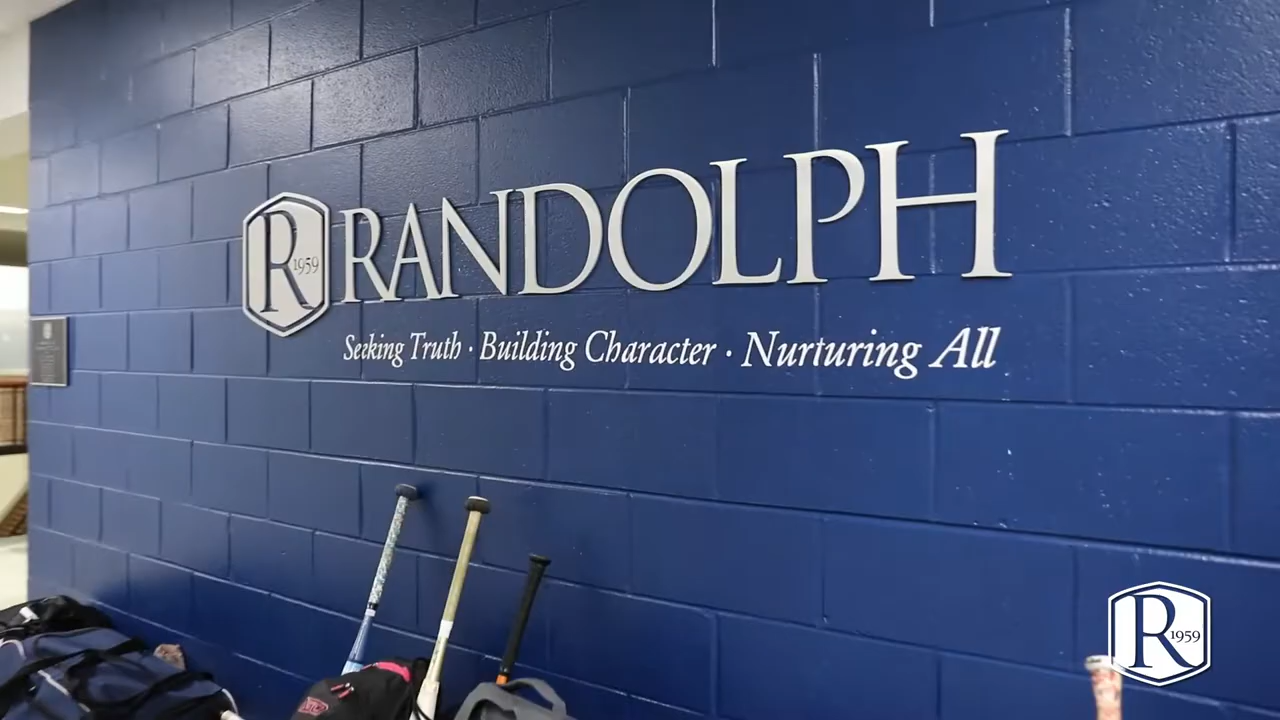 R 1959 RANDOLPH
Seeking Truth · Building Character · Nurturing All
R 1959